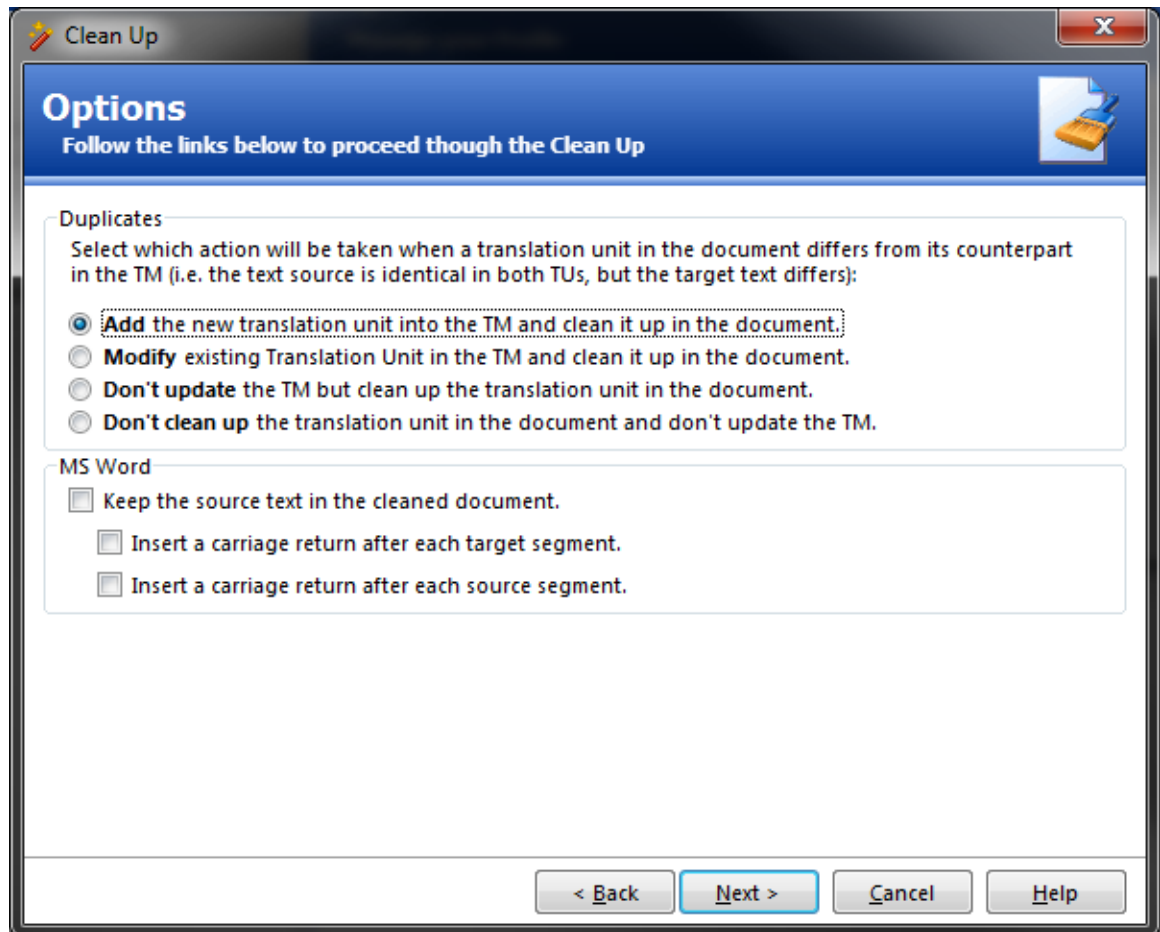 Clean Up
Options
Follow the links below to proceed though the Clean Up
Duplicates
Select which action will be taken when a translation unit in the document differs from its counterpart
in the TM (i.e. the text source is identical in both TUs, but the target text differs):
Add the new translation unit into the TM and clean it up in the document.
Modify existing Translation Unit in the TM and clean it up in the document.
Don't update the TM but clean up the translation unit in the document.
Don't clean up the translation unit in the document and don't update the TM.
MS Word
Keep the source text in the cleaned document.
Insert a carriage return after each target segment.
Insert a carriage return after each source segment.
< Back Next > Cancel Help